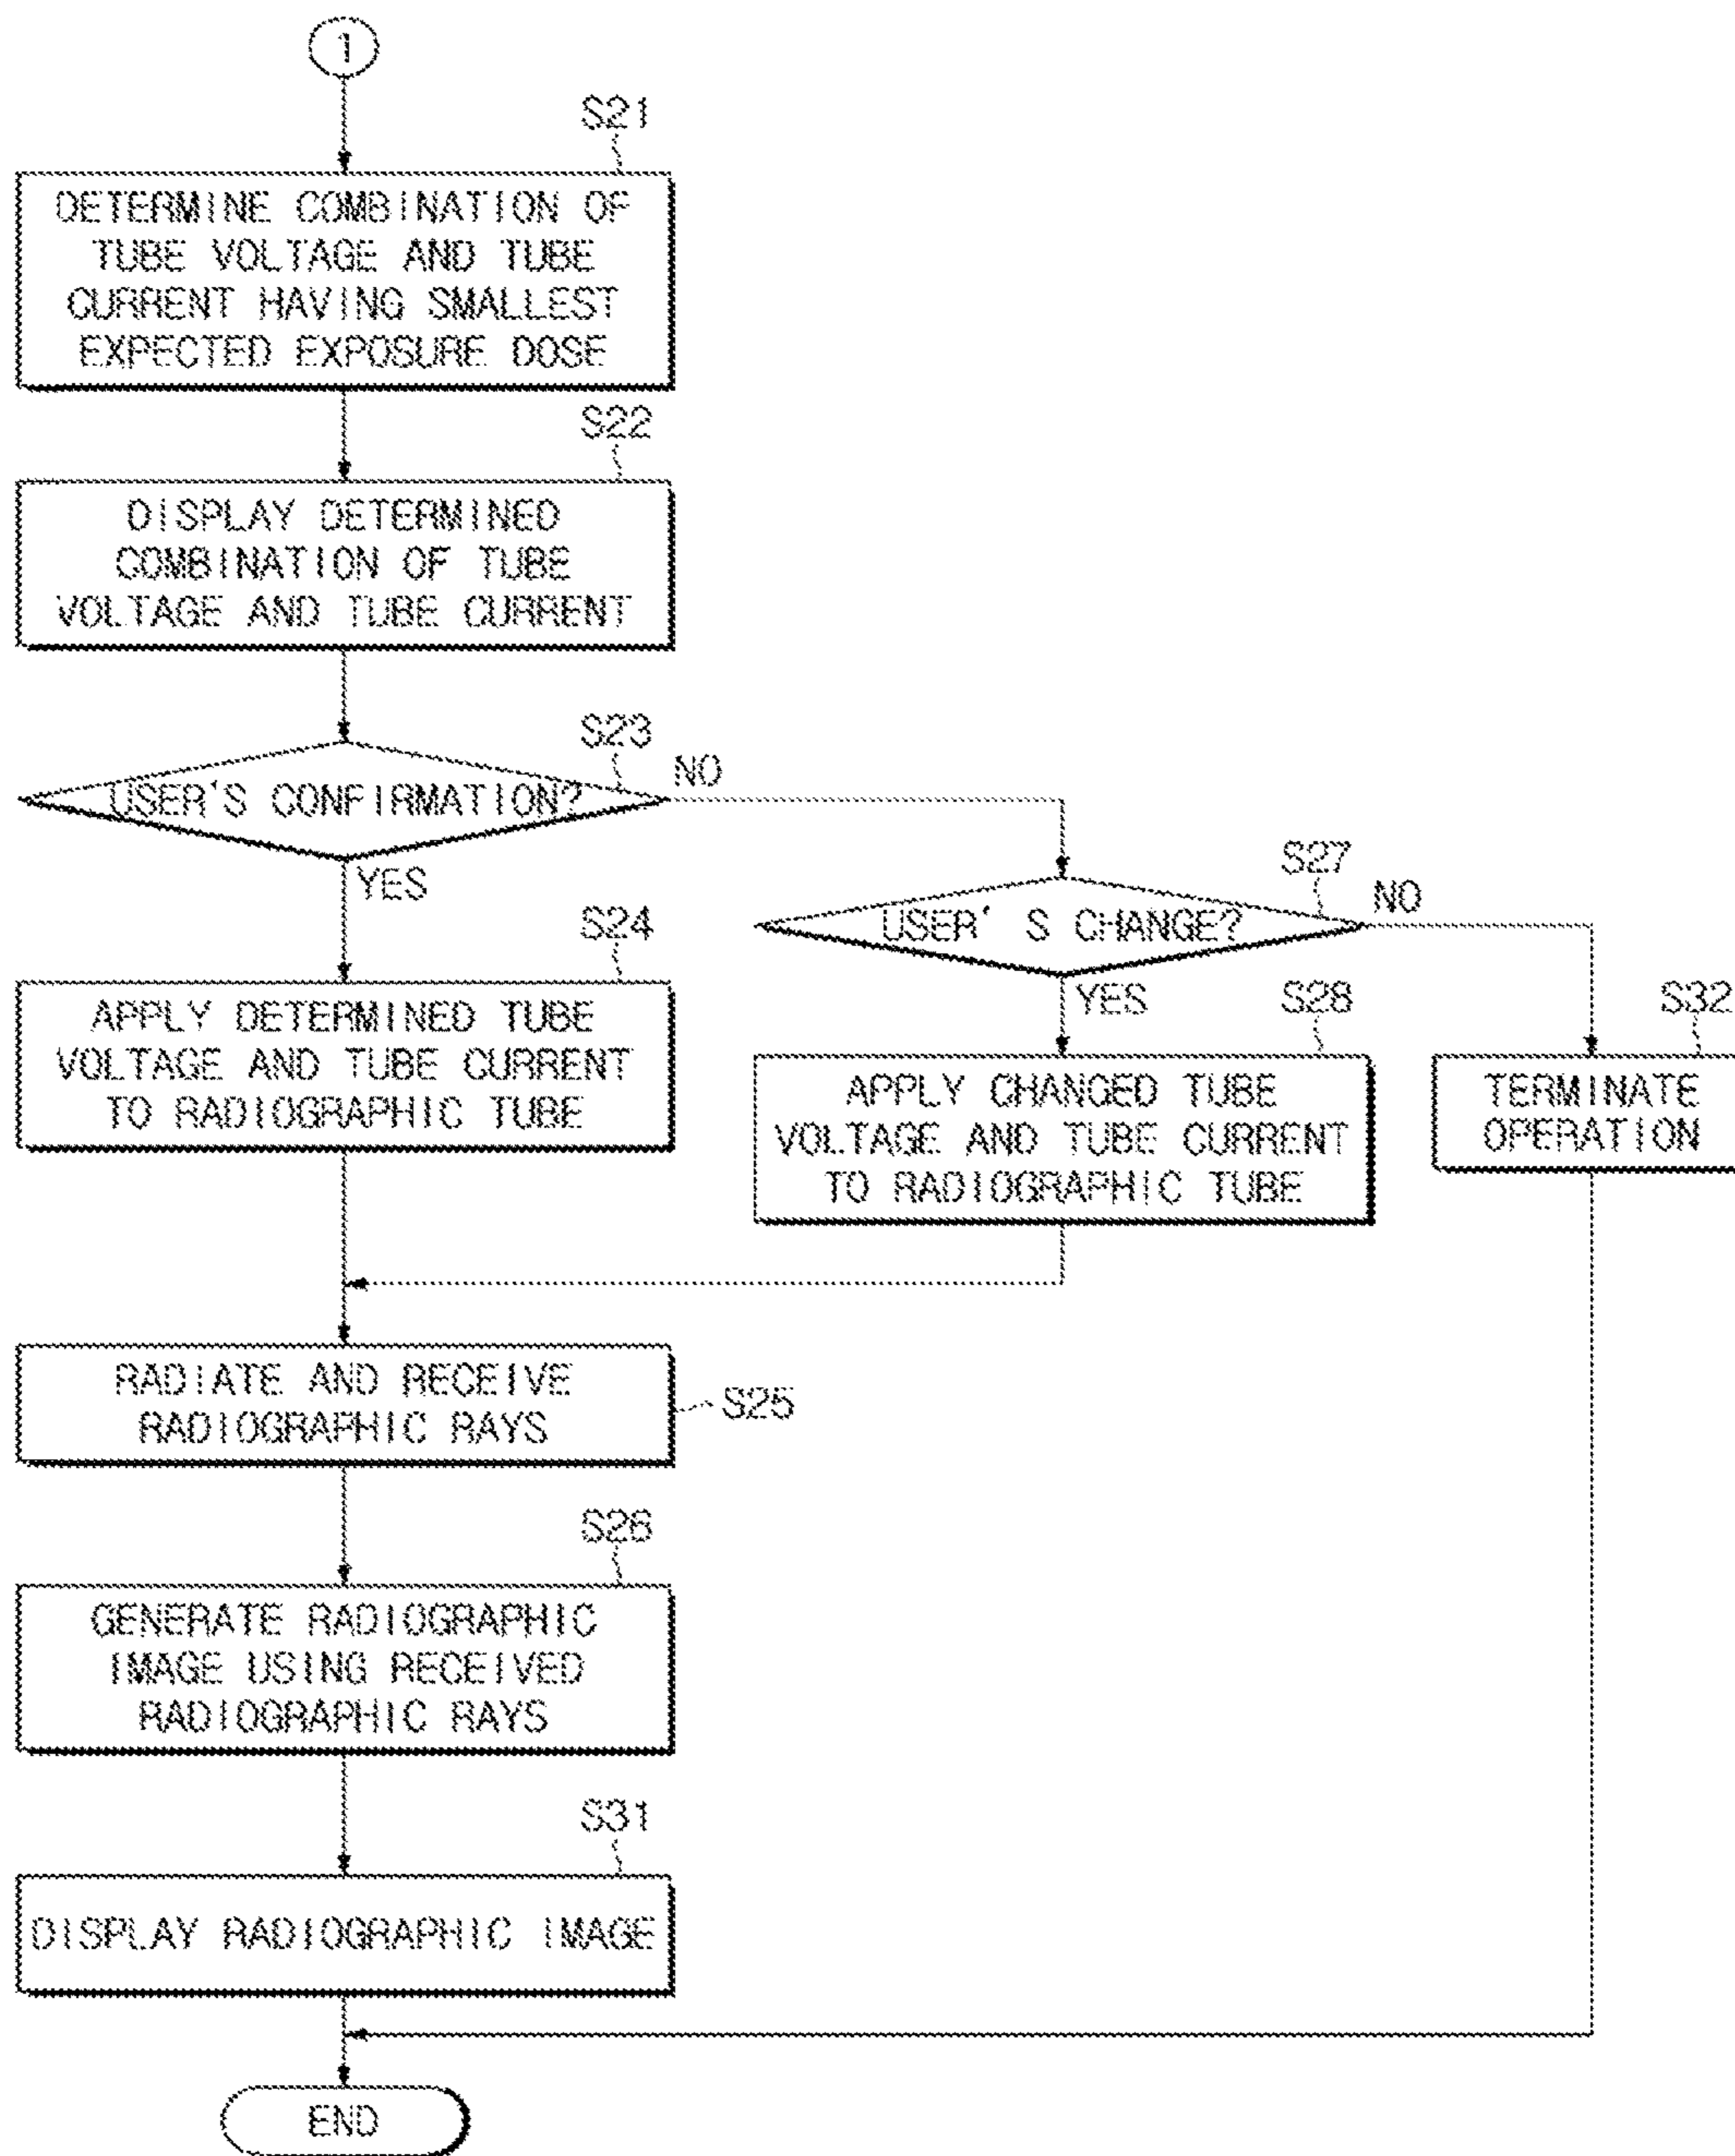 1
S21
DETERMINE COMBINATION OF
TUBE VOLTAGE AND TUBE
CURRENT HAVING SMALLEST
EXPECTED EXPOSURE DOSE
S22
DISPLAY DETERMINED
COMBINATION OF TUBE
VOLTAGE AND TUBE CURRENT
S23
USER'S CONFIRMATION?
NO
YES
S27
USER' S CHANGE?
NO
YES
S24
APPLY DETERMINED TUBE
VOLTAGE AND TUBE CURRENT
TO RADIOGRAPHIC TUBE
S28
APPLY CHANGED TUBE
VOLTAGE AND TUBE CURRENT
TO RADIOGRAPHIC TUBE
S32
TERMINATE
OPERATION
RADIATE AND RECEIVE
RADIOGRAPHIC RAYS
S25
S26
GENERATE RADIOGRAPHIC
IMAGE USING RECEIVED
RADIOGRAPHIC RAYS
S31
DISPLAY RADIOGRAPHIC IMAGE
END